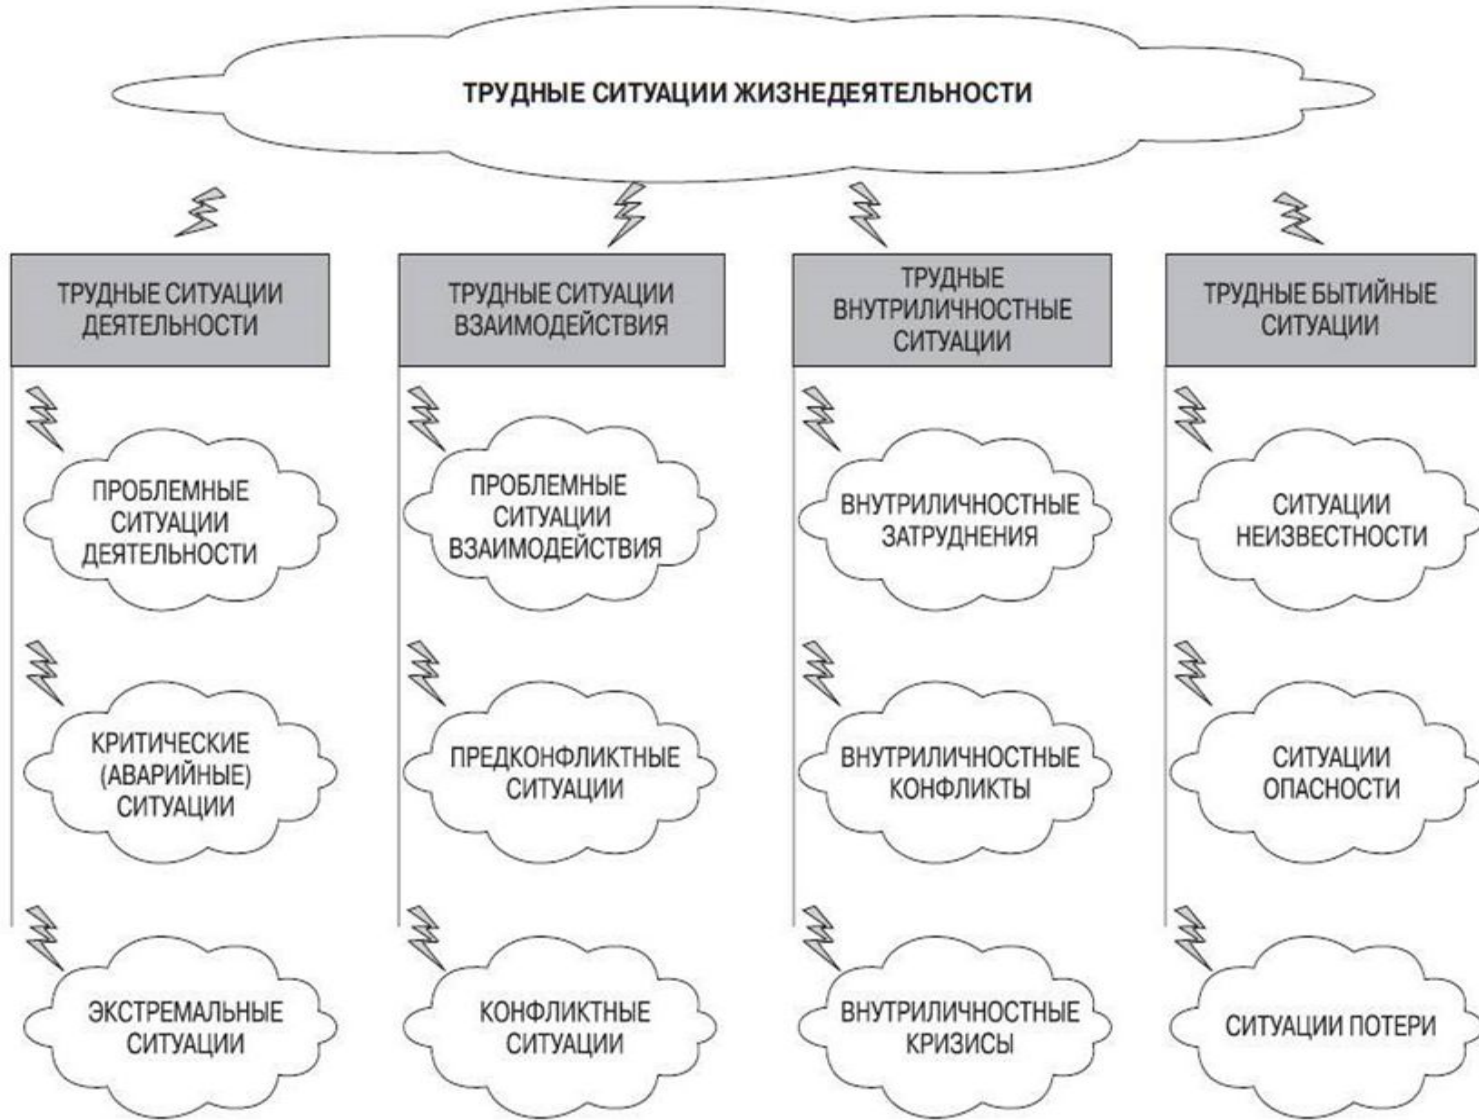 ТРУДНЫЕ СИТУАЦИИ ЖИЗНЕДЕЯТЕЛЬНОСТИ
ТРУДНЫЕ СИТУАЦИИ
ДЕЯТЕЛЬНОСТИ
ПРОБЛЕМНЫЕ
СИТУАЦИИ
ДЕЯТЕЛЬНОСТИ
КРИТИЧЕСКИЕ
(АВАРИЙНЫЕ)
СИТУАЦИИ
ЭКСТРЕМАЛЬНЫЕ
СИТУАЦИИ
ТРУДНЫЕ СИТУАЦИИ
ВЗАИМОДЕЙСТВИЯ
ПРОБЛЕМНЫЕ
СИТУАЦИИ
ВЗАИМОДЕЙСТВИЯ
ПРЕДКОНФЛИКТНЫЕ
СИТУАЦИИ
КОНФЛИКТНЫЕ
СИТУАЦИИ
ТРУДНЫЕ
ВНУТРИЛИЧНОСТНЫЕ
СИТУАЦИИ
ВНУТРИЛИЧНОСТНЫЕ
ЗАТРУДНЕНИЯ
ВНУТРИЛИЧНОСТНЫЕ
КОНФЛИКТЫ
ВНУТРИЛИЧНОСТНЫЕ
КРИЗИСЫ
ТРУДНЫЕ БЫТИЙНЫЕ
СИТУАЦИИ
СИТУАЦИИ
НЕИЗВЕСТНОСТИ
СИТУАЦИИ
ОПАСНОСТИ
СИТУАЦИИ ПОТЕРИ